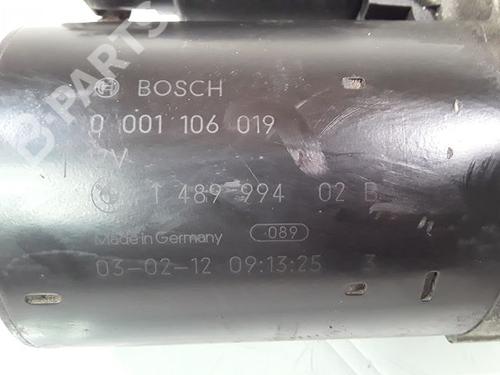 B-PARTS
BOSCH
0 001 106 019
1 489 994 02 B
Made in Germany 089
03-02-12 09:13:25 3